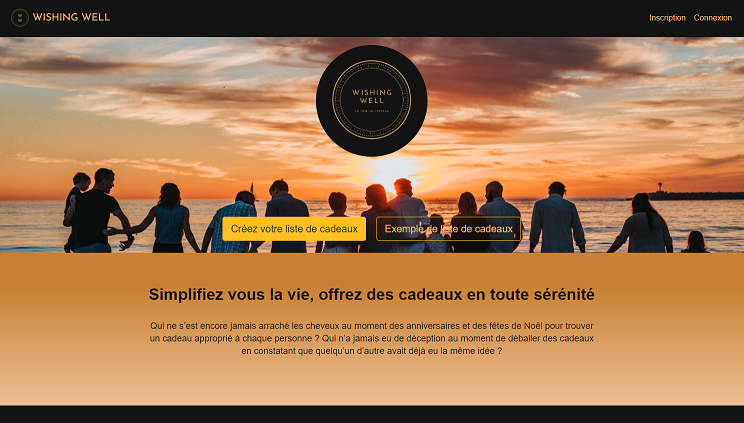 WISHING WELL
Inscription
Connexion
WISHING
WELL
Créez votre liste de cadeaux
Exemple de liste de cadeaux
Simplifiez vous la vie, offrez des cadeaux en toute sérénité
Qui ne s'est encore jamais arraché les cheveux au moment des anniversaires et des fêtes de Noël pour trouver
un cadeau approprié à chaque personne ? Qui n'a jamais eu de déception au moment de déballer des cadeaux
en constatant que quelqu'un d'autre avait déjà eu la même idée ?